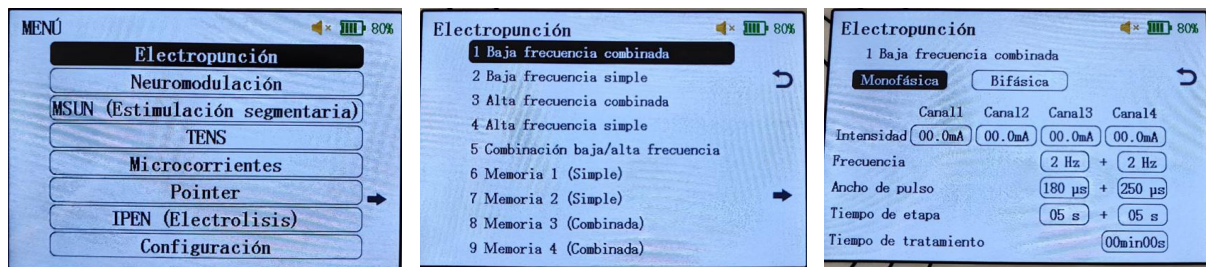 MENÚ 80%
Electropunción
Neuromodulación
MSUN (Estimulación segmentaria)
TENS
Microcorrientes
Pointer
IPEN (Electrolisis)
Configuración
Electropunción 80%
1 Baja frecuencia combinada
2 Baja frecuencia simple
3 Alta frecuencia combinada
4 Alta frecuencia simple
5 Combinación baja/alta frecuencia
6 Memoria 1 (Simple)
7 Memoria 2 (Simple)
8 Memoria 3 (Combinada)
9 Memoria 4 (Combinada)
Electropunción 80%
1 Baja frecuencia combinada
Monofásica Bifásica
Canal1 Canal2 Canal3 Canal4
Intensidad 00.0mA 00.0mA 00.0mA 00.0mA
Frecuencia 2 Hz + 2 Hz
Ancho de pulso 180 µs + 250 µs
Tiempo de etapa 05 s + 05 s
Tiempo de tratamiento 00min00s